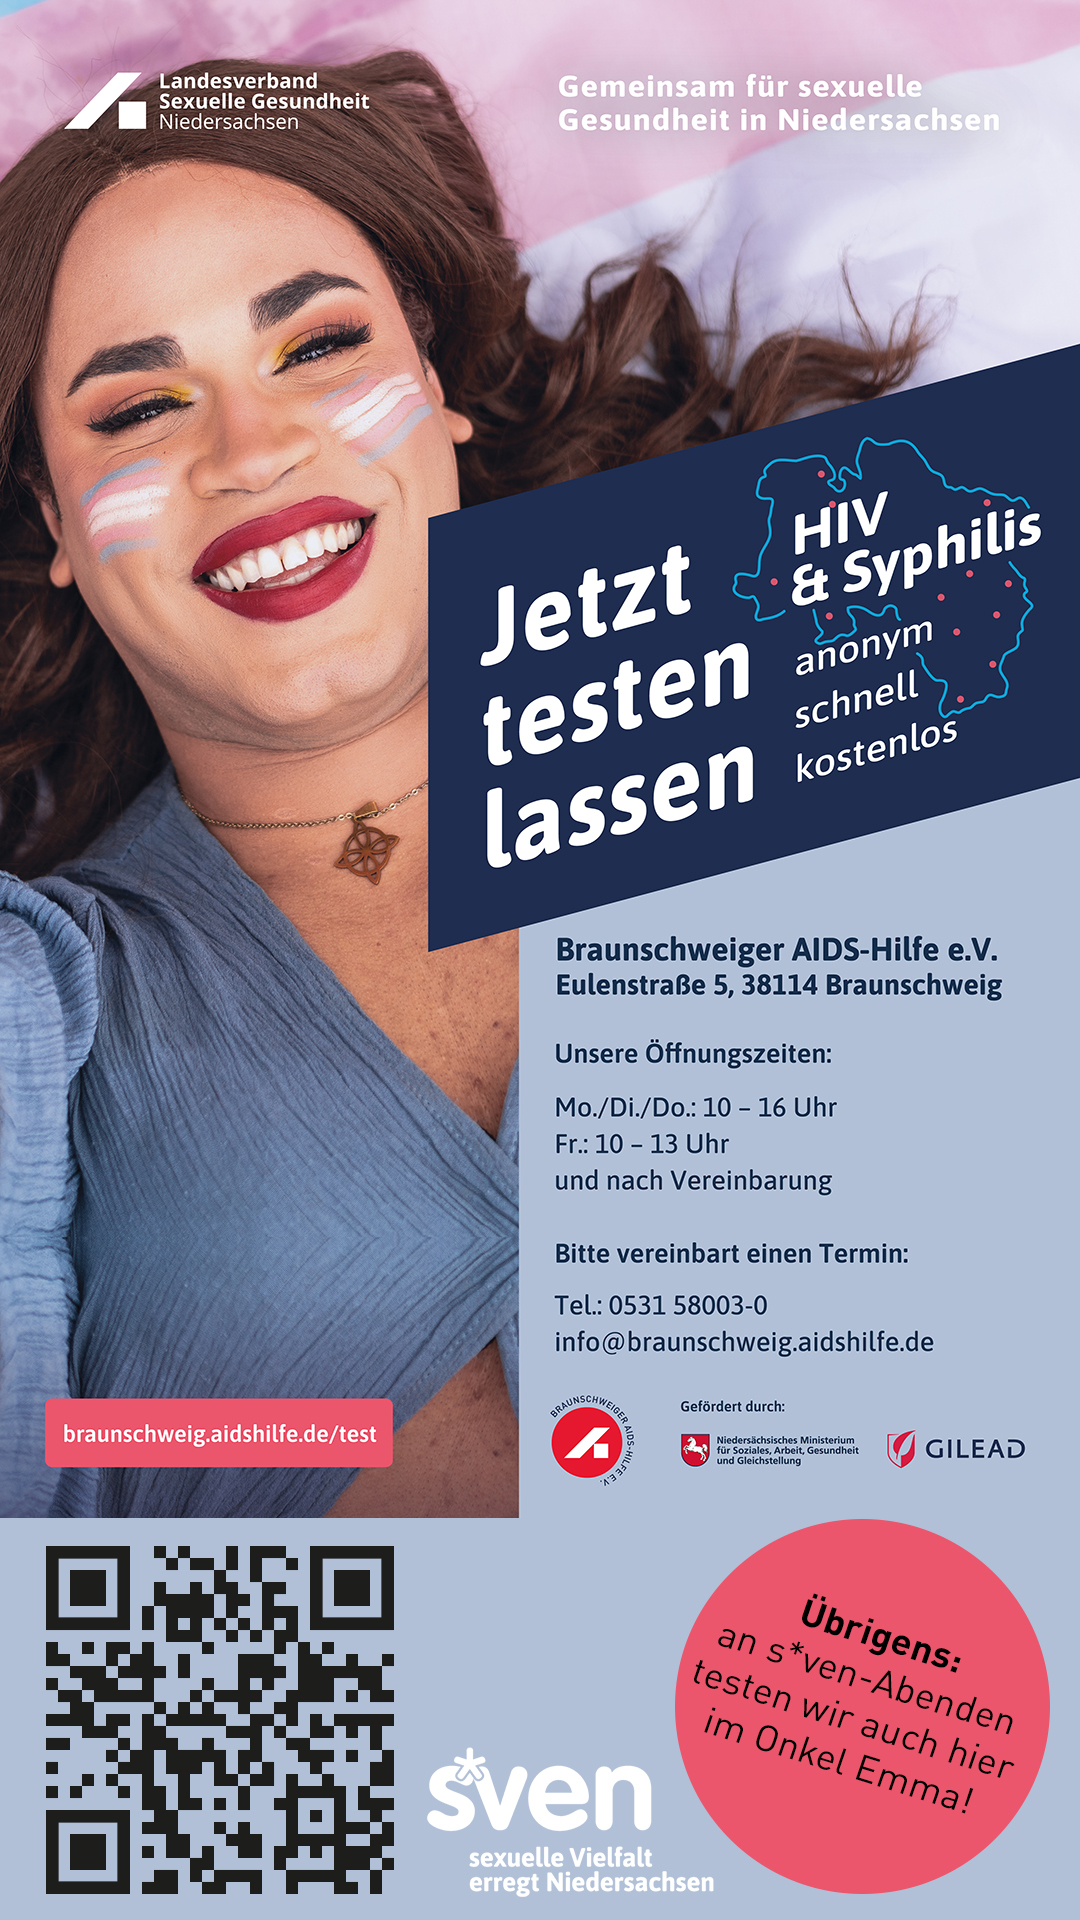 Landesverband
Sexuelle Gesundheit
Niedersachsen
Gemeinsam für sexuelle
Gesundheit in Niedersachsen
Jetzt
testen
lassen
HIV
& Syphilis
anonym
schnell
kostenlos
Braunschweiger AIDS-Hilfe e.V.
Eulenstraße 5, 38114 Braunschweig
Unsere Öffnungszeiten:
Mo./Di./Do.: 10 – 16 Uhr
Fr.: 10 – 13 Uhr
und nach Vereinbarung
Bitte vereinbart einen Termin:
Tel.: 0531 58003-0
info@braunschweig.aidshilfe.de
braunschweig.aidshilfe.de/test
BRAUNSCHWEIGER AIDS-HILFE E.V.
Gefördert durch:
Niedersächsisches Ministerium
für Soziales, Arbeit, Gesundheit
und Gleichstellung
GILEAD
Übrigens:
an s*ven-Abenden
testen wir auch hier
im Onkel Emma!
s*ven
sexuelle Vielfalt
erregt Niedersachsen